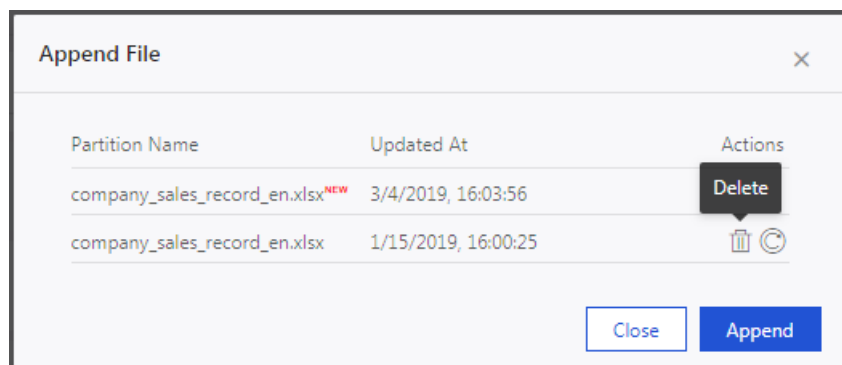 Append File
Partition Name Updated At Actions
company_sales_record_en.xlsx NEW 3/4/2019, 16:03:56
Delete
company_sales_record_en.xlsx 1/15/2019, 16:00:25
Close Append